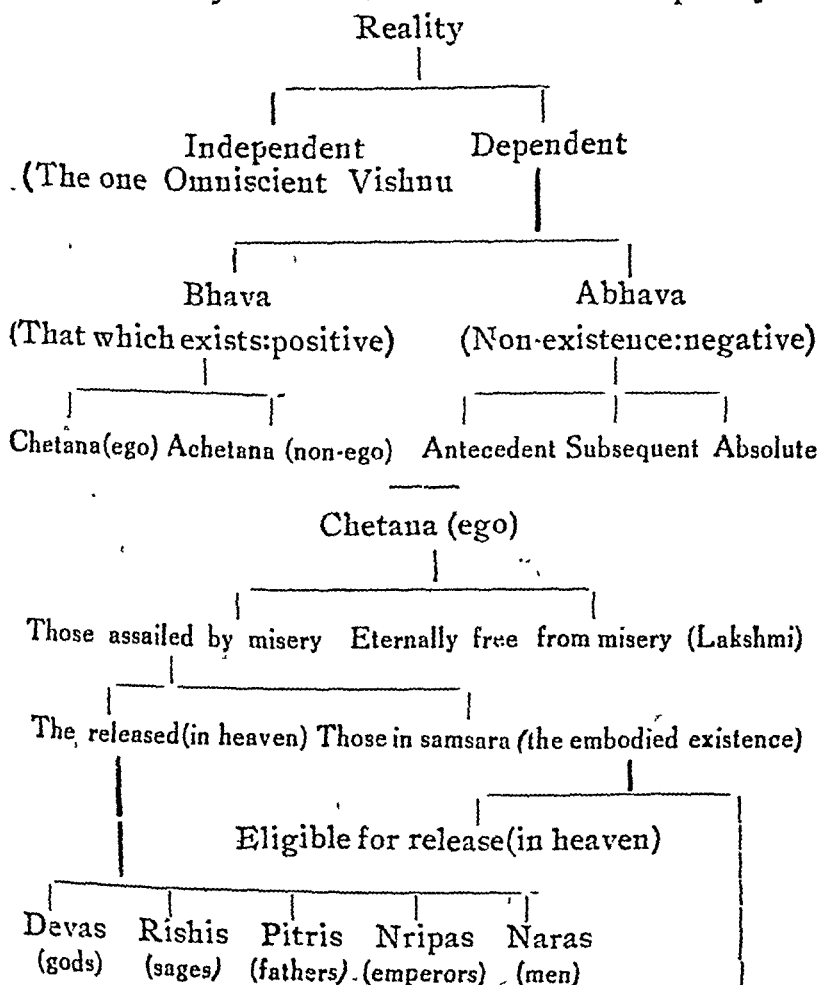 Reality
Independent Dependent
(The one Omniscient Vishnu
Bhava Abhava
(That which exists:positive) (Non-existence:negative)
Chetana(ego) Achetana (non-ego) Antecedent Subsequent Absolute
Chetana (ego)
Those assailed by misery Eternally free from misery (Lakshmi)
The released(in heaven) Those in samsara (the embodied existence)
Eligible for release(in heaven)
Devas Rishis Pitris Nripas Naras
(gods) (sages) (fathers) (emperors) (men)